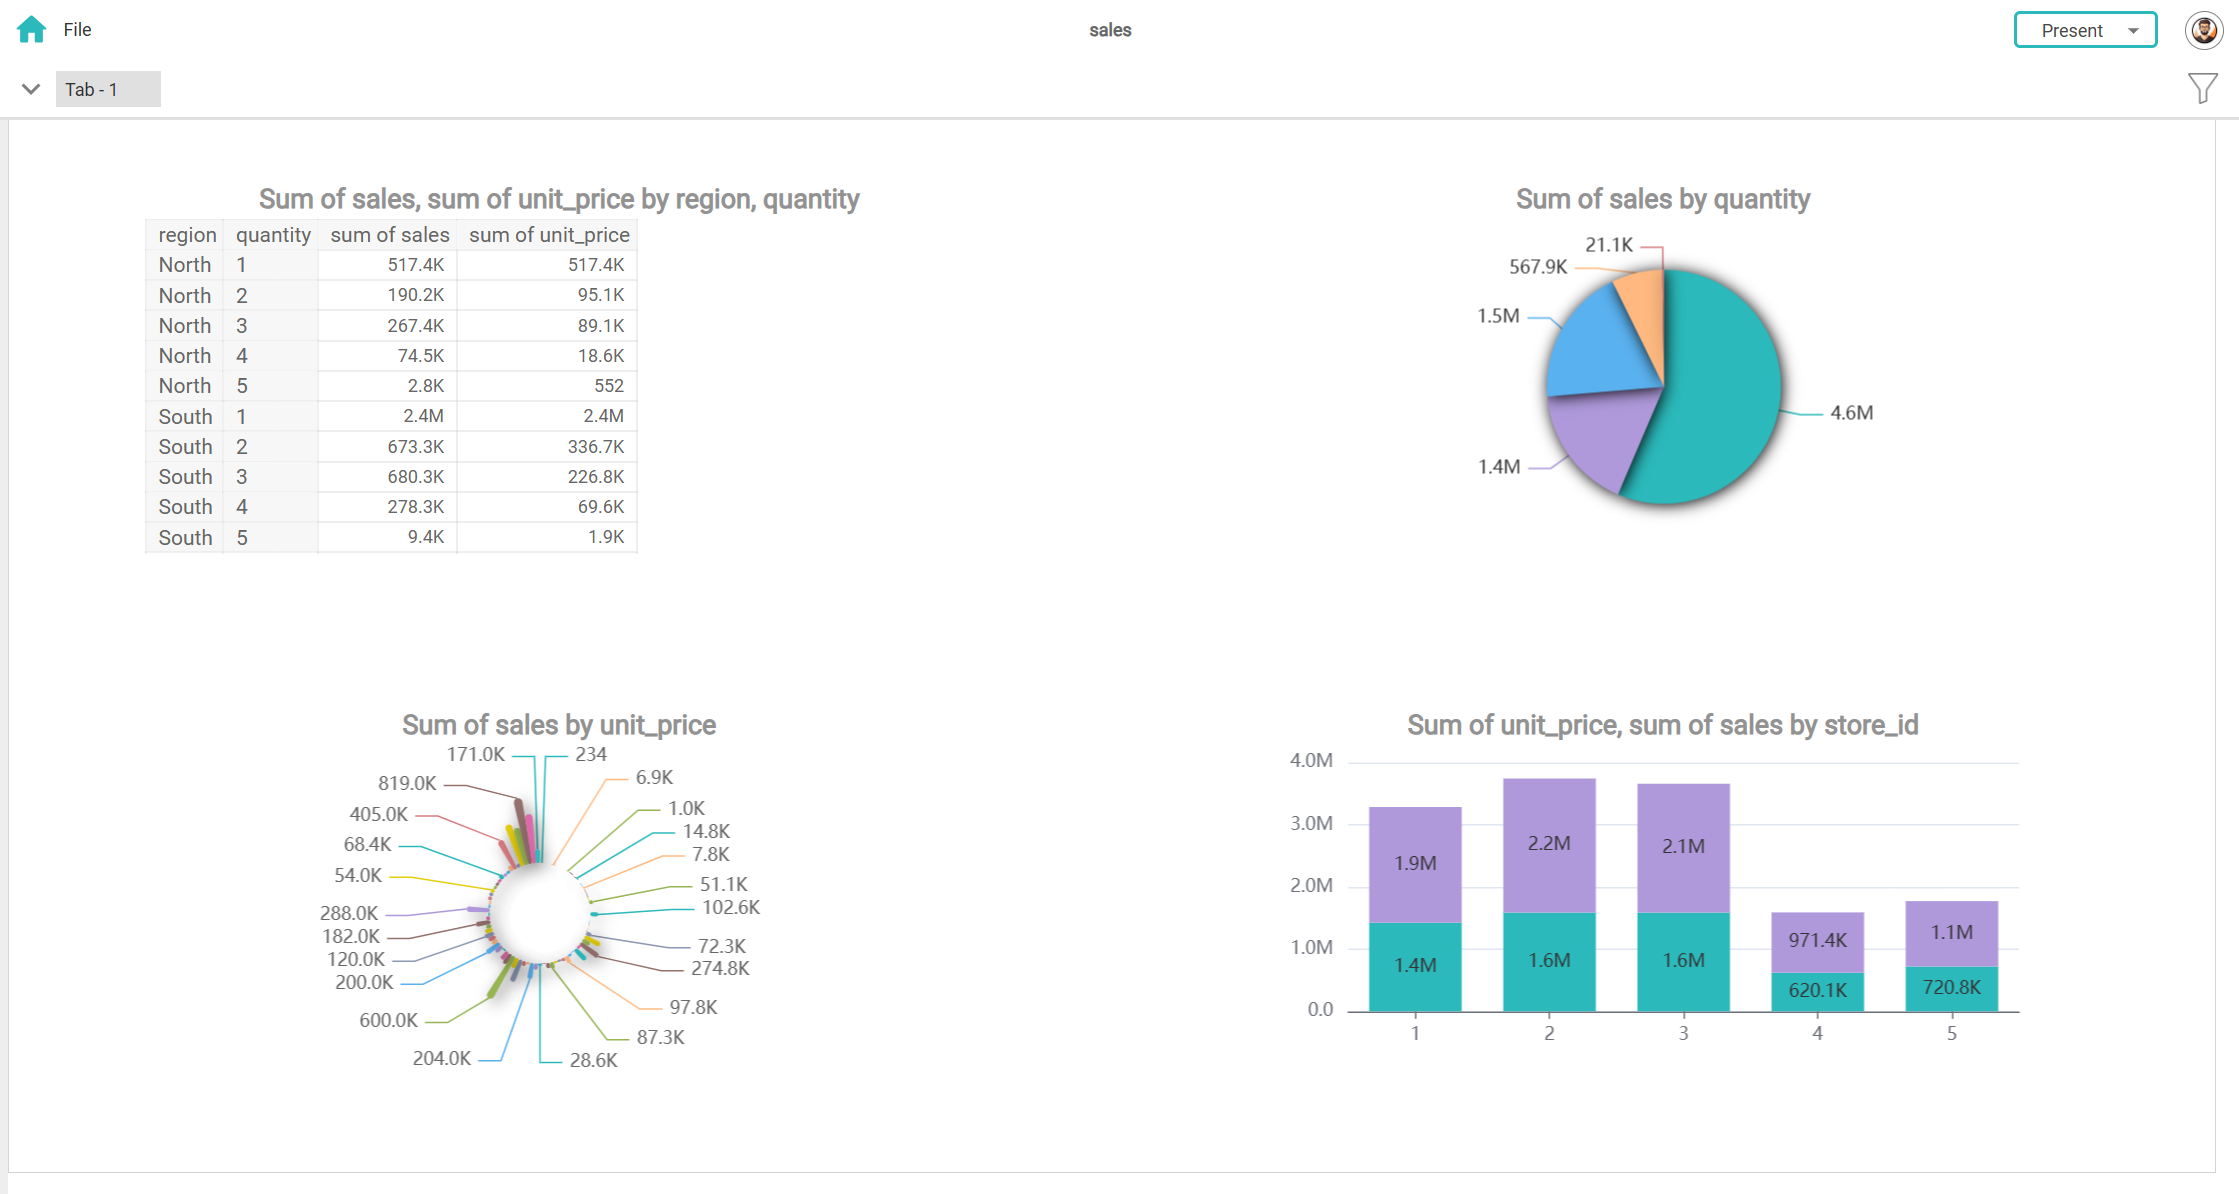 File
sales
Present
Tab - 1
Sum of sales, sum of unit_price by region, quantity
region quantity sum of sales sum of unit_price
North 1 517.4K 517.4K
North 2 190.2K 95.1K
North 3 267.4K 89.1K
North 4 74.5K 18.6K
North 5 2.8K 552
South 1 2.4M 2.4M
South 2 673.3K 336.7K
South 3 680.3K 226.8K
South 4 278.3K 69.6K
South 5 9.4K 1.9K
Sum of sales by quantity
21.1K
567.9K
1.5M
4.6M
1.4M
Sum of sales by unit_price
171.0K 234
819.0K 6.9K
405.0K 1.0K
68.4K 14.8K
54.0K 7.8K
288.0K 51.1K
182.0K 102.6K
120.0K 72.3K
200.0K 274.8K
600.0K 97.8K
204.0K 87.3K
28.6K
Sum of unit_price, sum of sales by store_id
4.0M
3.0M
2.0M
1.0M
0.0
1.9M 2.2M 2.1M 971.4K 1.1M
1.4M 1.6M 1.6M 620.1K 720.8K
1 2 3 4 5